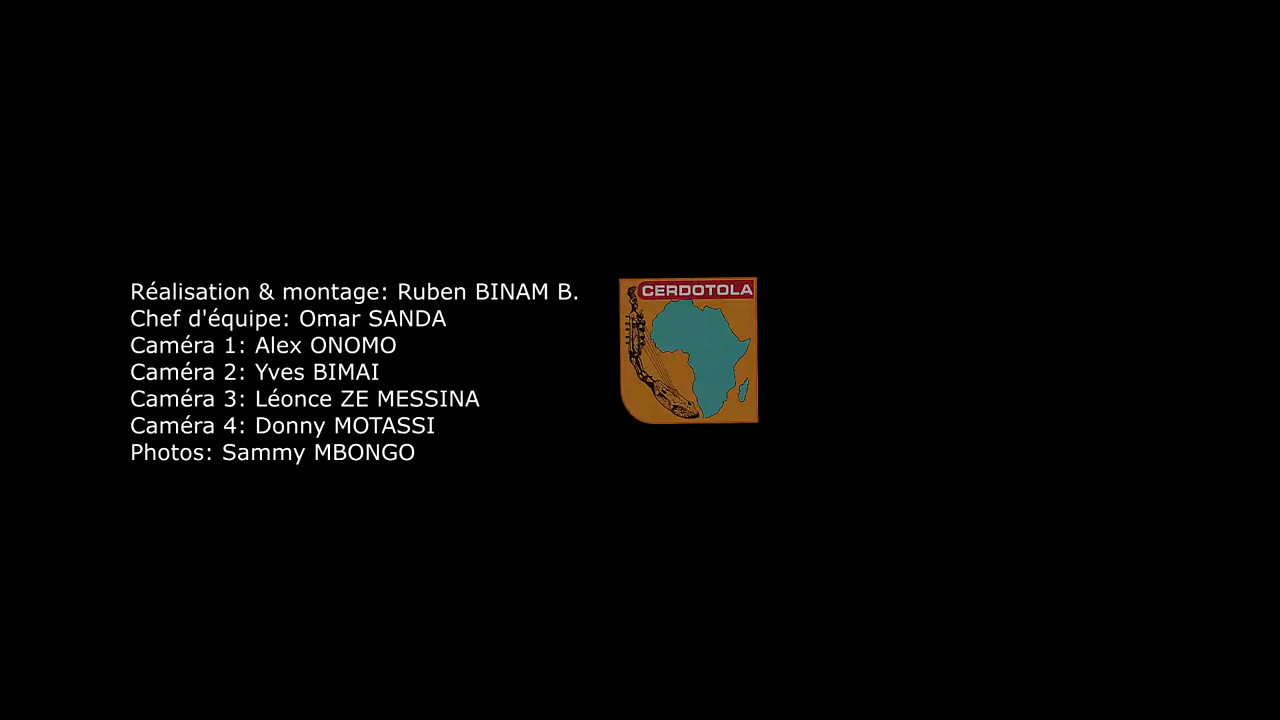 Réalisation & montage: Ruben BINAM B.
Chef d'équipe: Omar SANDA
Caméra 1: Alex ONOMO
Caméra 2: Yves BIMAI
Caméra 3: Léonce ZE MESSINA
Caméra 4: Donny MOTASSI
Photos: Sammy MBONGO
CERDOTOLA